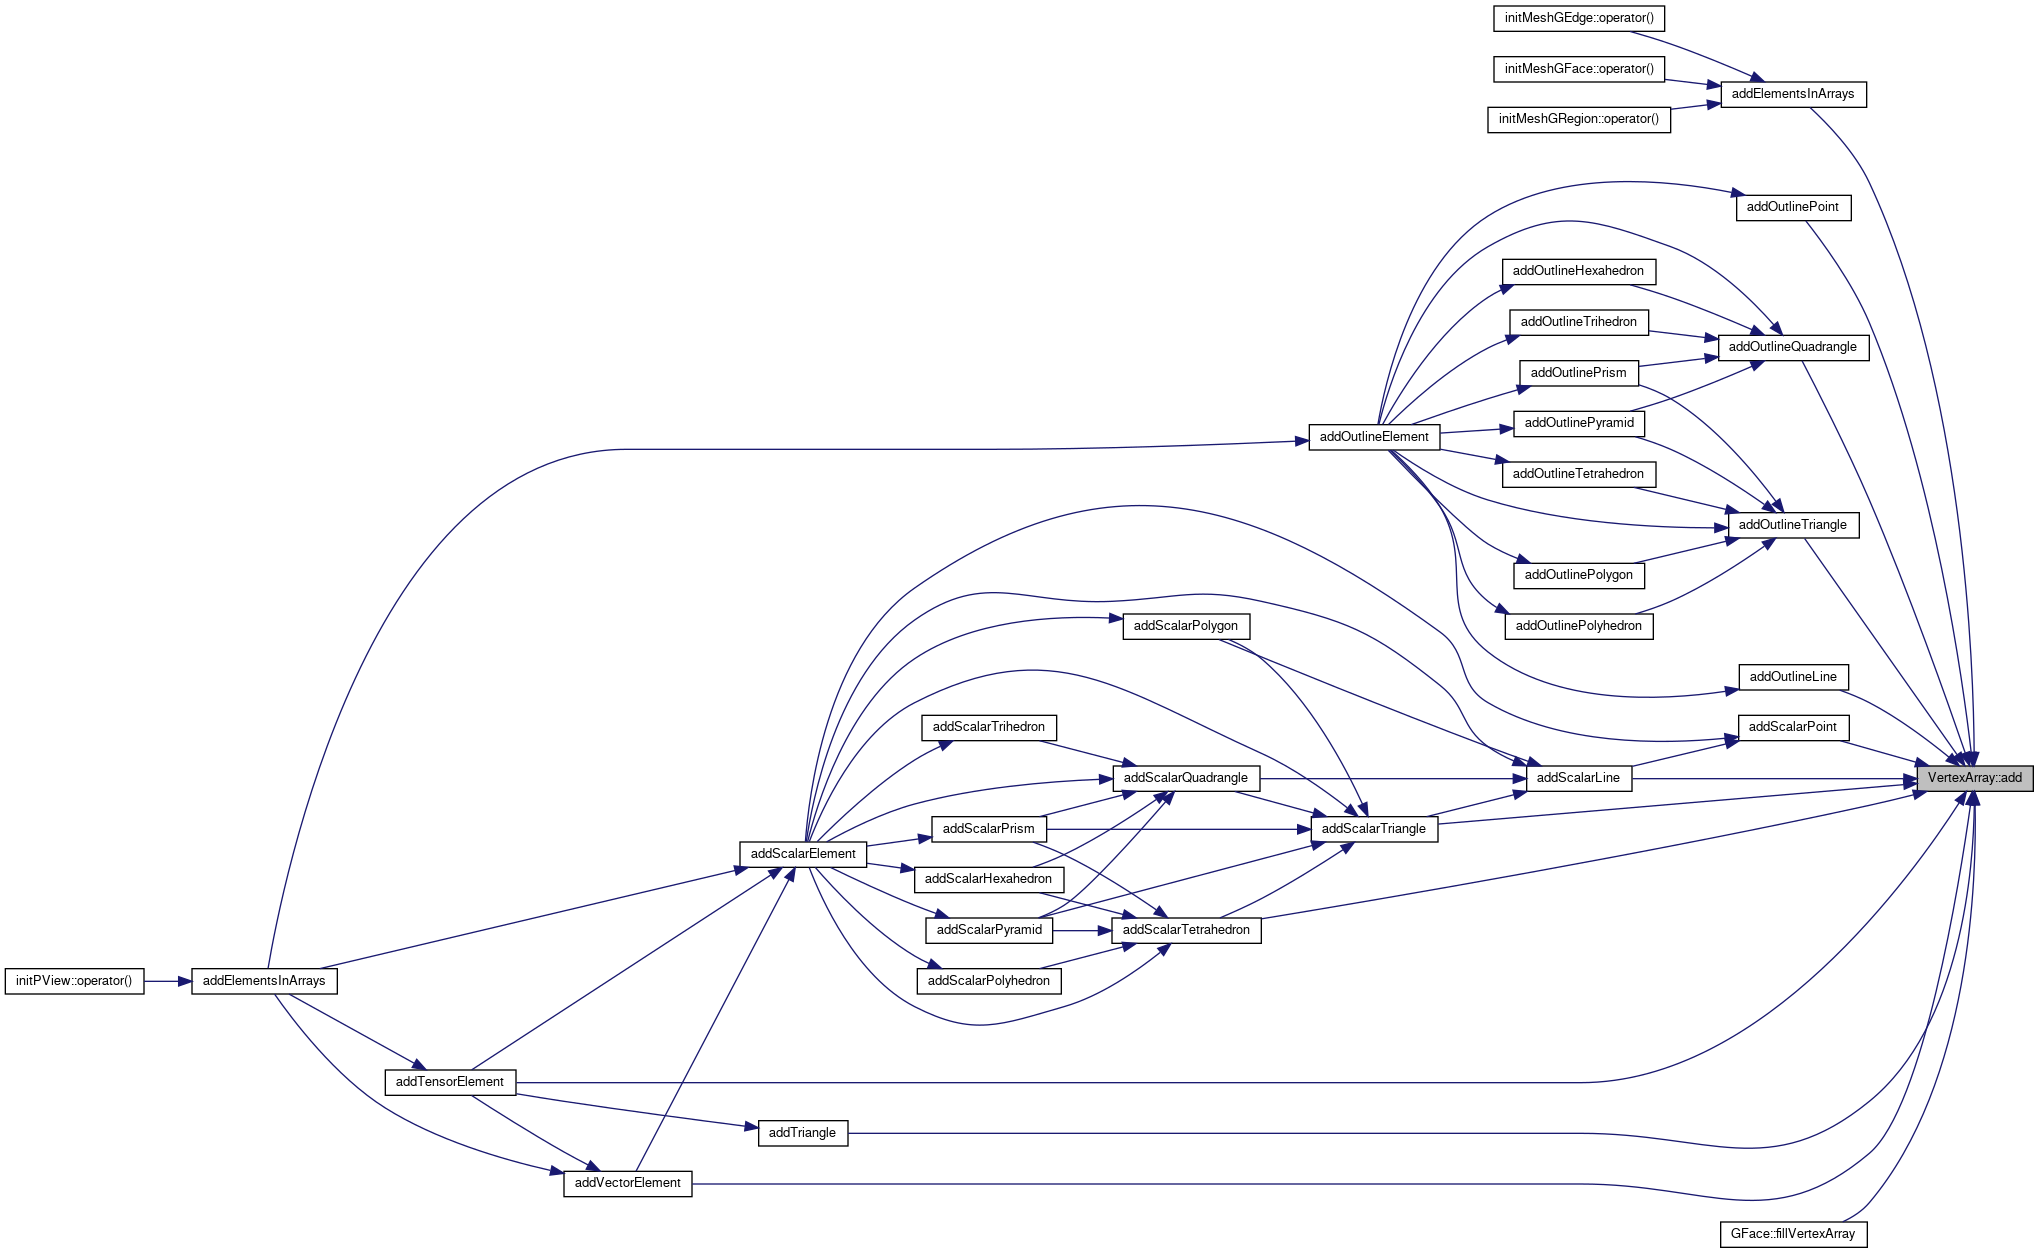 initMeshGEdge::operator()
initMeshGFace::operator()
addElementsInArrays
initMeshGRegion::operator()
addOutlinePoint
addOutlineHexahedron
addOutlineTrihedron
addOutlineQuadrangle
addOutlinePrism
addOutlinePyramid
addOutlineElement
addOutlineTetrahedron
addOutlineTriangle
addOutlinePolygon
addOutlinePolyhedron
addScalarPolygon
addOutlineLine
addScalarTrihedron
addScalarPoint
addScalarQuadrangle
addScalarLine
VertexArray::add
addScalarPrism
addScalarTriangle
addScalarElement
addScalarHexahedron
addScalarPyramid
addScalarTetrahedron
initPView::operator()
addElementsInArrays
addScalarPolyhedron
addTensorElement
addTriangle
addVectorElement
GFace::fillVertexArray